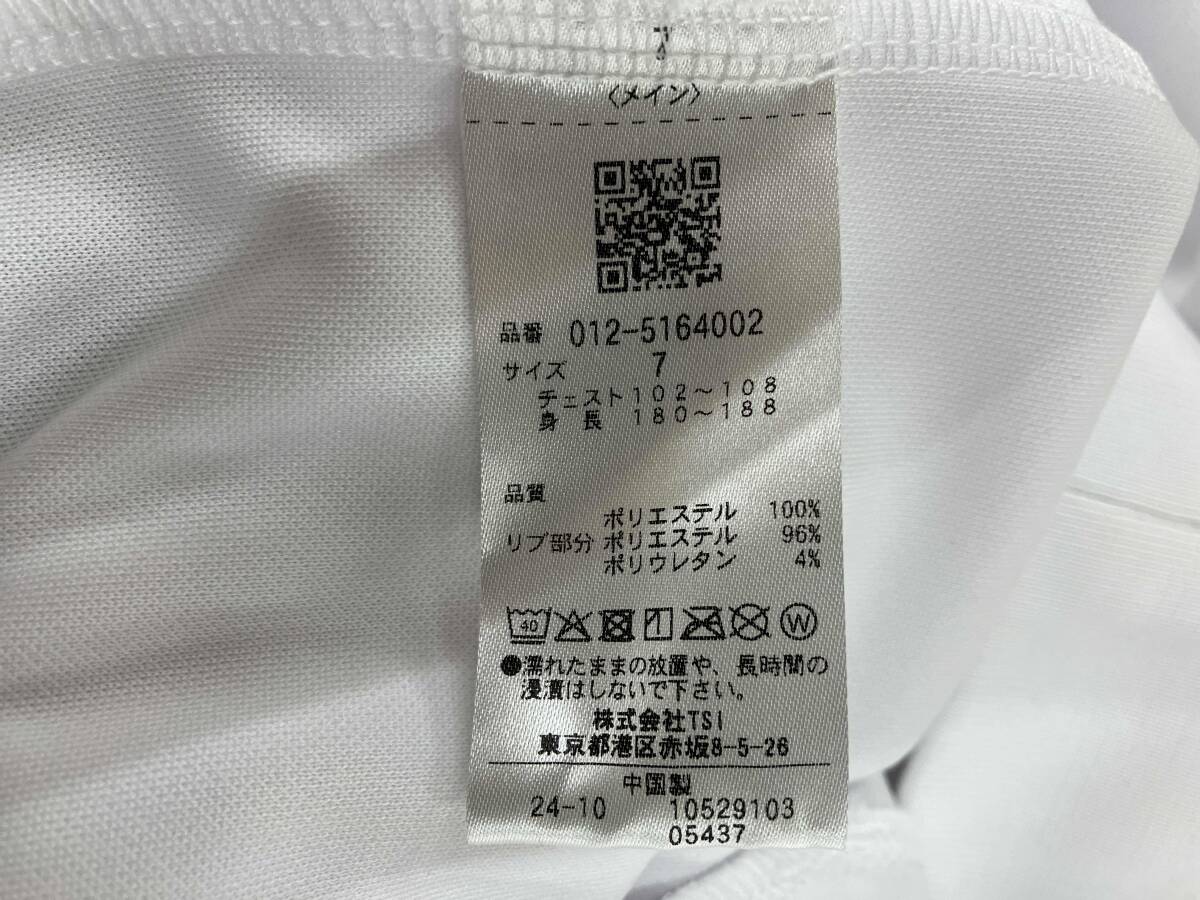 〈メイン〉
品番 012-5164002
サイズ 7
チェスト 102～108
身長 180～188
品質
ポリエステル 100%
リブ部分 ポリエステル 96%
ポリウレタン 4%
40
W
●濡れたままの放置や、長時間の
浸漬はしないで下さい。
株式会社TSI
東京都港区赤坂8-5-26
中国製
24-10 10529103
05437